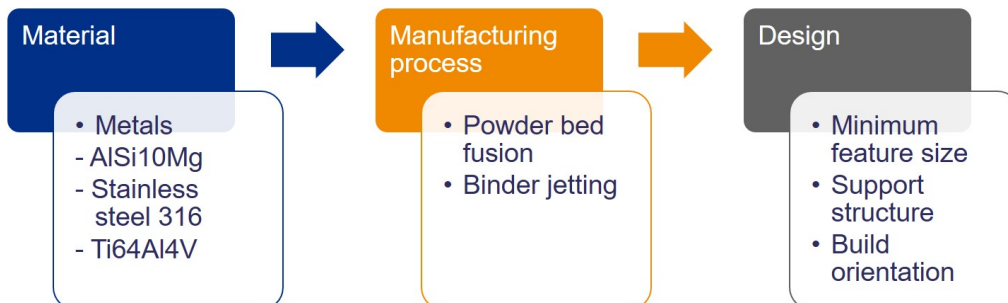 Material
• Metals
- AlSi10Mg
- Stainless
steel 316
- Ti64Al4V
Manufacturing
process
• Powder bed
fusion
• Binder jetting
Design
• Minimum
feature size
• Support
structure
• Build
orientation